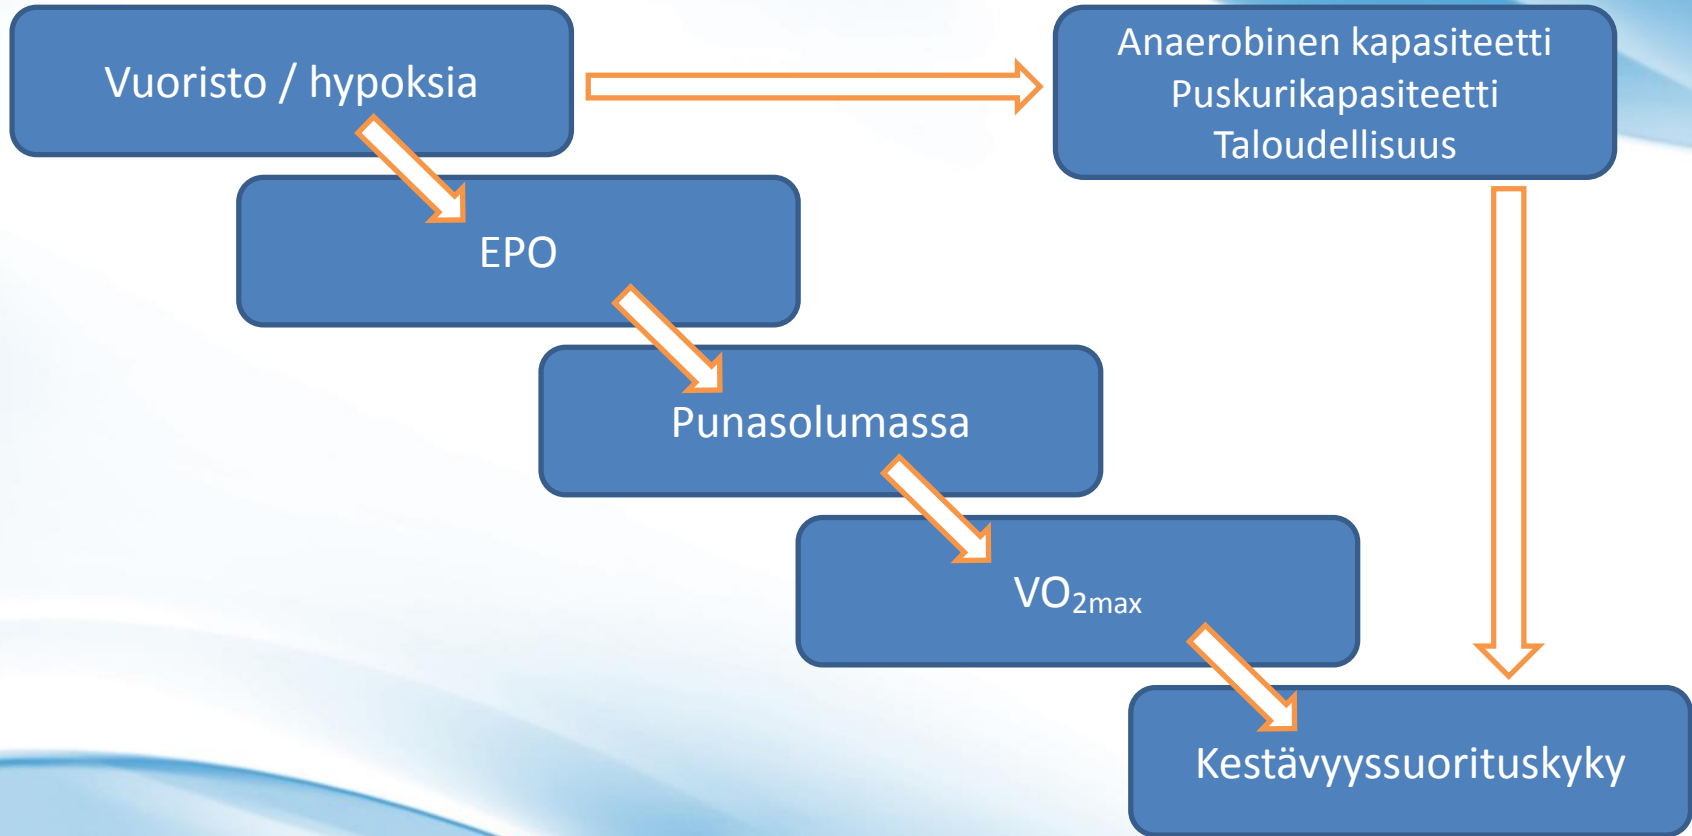 Vuoristo / hypoksia
Anaerobinen kapasiteetti
Puskurikapasiteetti
Taloudellisuus
EPO
Punasolumassa
VO₂max
Kestävyyssuorituskyky